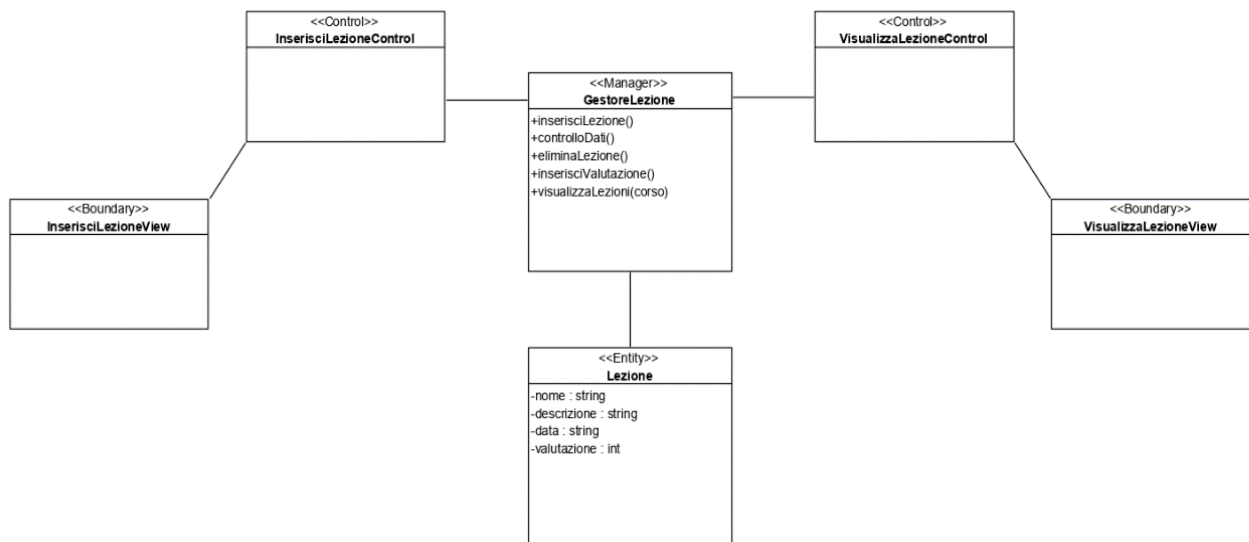 <<Control>>
InserisciLezioneControl
<<Control>>
VisualizzaLezioneControl
<<Manager>>
GestoreLezione
+inserisciLezione()
+controlloDati()
+eliminaLezione()
+inserisciValutazione()
+visualizzaLezioni(corso)
<<Boundary>>
InserisciLezioneView
<<Boundary>>
VisualizzaLezioneView
<<Entity>>
Lezione
-nome : string
-descrizione : string
-data : string
-valutazione : int